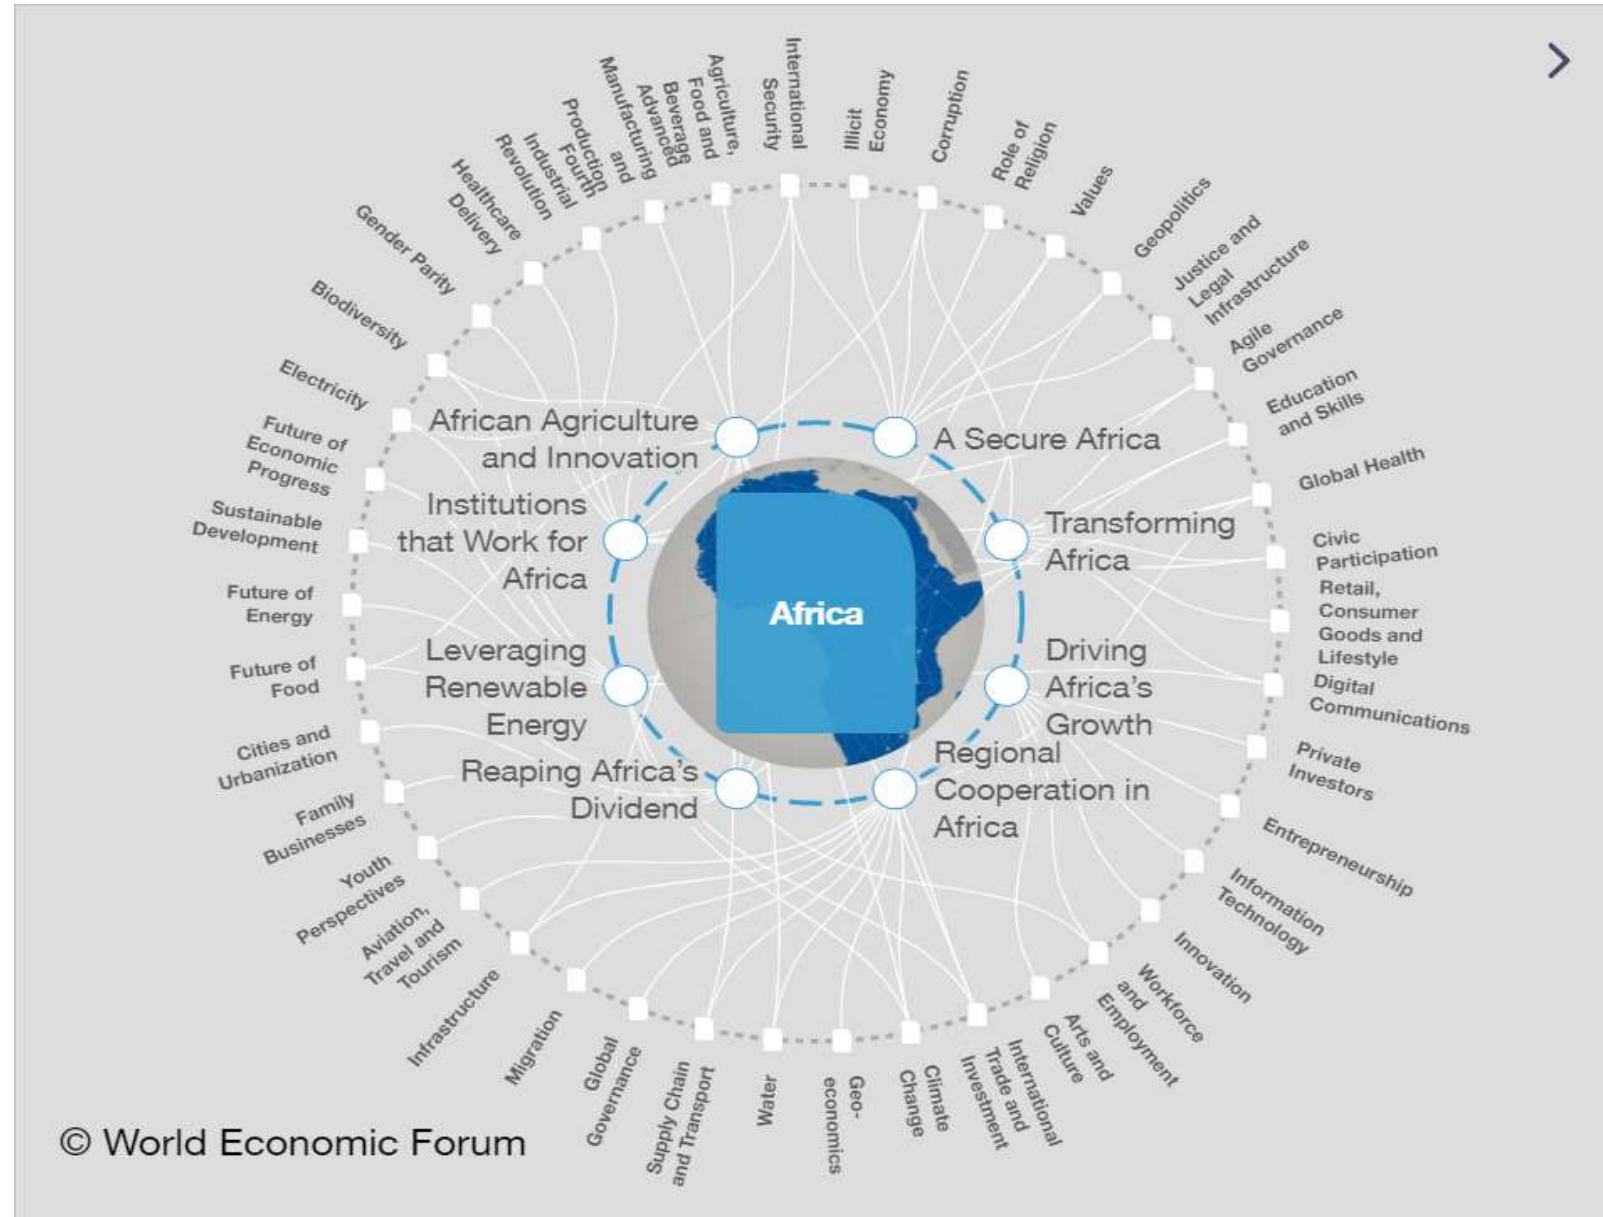 International
Security
Illicit
Economy
Corruption
Role of
Religion
Values
Geopolitics
Justice and
Legal
Infrastructure
Agile
Governance
Education
and Skills
Global Health
Civic
Participation
Retail,
Consumer
Goods and
Lifestyle
Digital
Communications
Private
Investors
Entrepreneurship
Information
Technology
Innovation
Workforce
and
Employment
Arts and
Culture
International
Trade and
Investment
Climate
Change
Geo-
economics
Water
Supply Chain
and Transport
Global
Governance
Migration
Infrastructure
Aviation,
Travel and
Tourism
Youth
Perspectives
Family
Businesses
Cities and
Urbanization
Future of
Food
Future of
Energy
Sustainable
Development
Future of
Economic
Progress
Electricity
Biodiversity
Gender Parity
Healthcare
Delivery
Fourth
Industrial
Revolution
Advanced
Manufacturing
and
Production
Agriculture,
Food and
Beverage
African Agriculture
and Innovation
A Secure Africa
Institutions
that Work for
Africa
Transforming
Africa
Africa
Leveraging
Renewable
Energy
Driving
Africa's
Growth
Reaping Africa's
Dividend
Regional
Cooperation in
Africa
© World Economic Forum